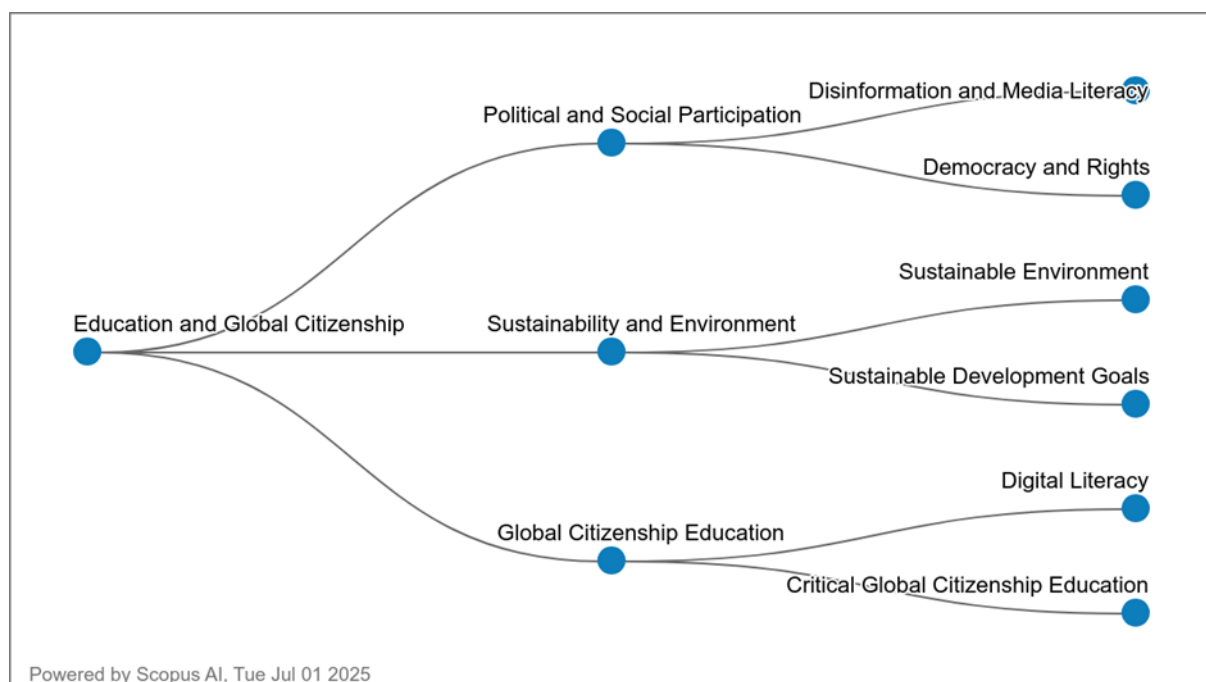 Disinformation and Media Literacy
Political and Social Participation
Democracy and Rights
Sustainable Environment
Education and Global Citizenship
Sustainability and Environment
Sustainable Development Goals
Digital Literacy
Global Citizenship Education
Critical Global Citizenship Education
Powered by Scopus AI, Tue Jul 01 2025